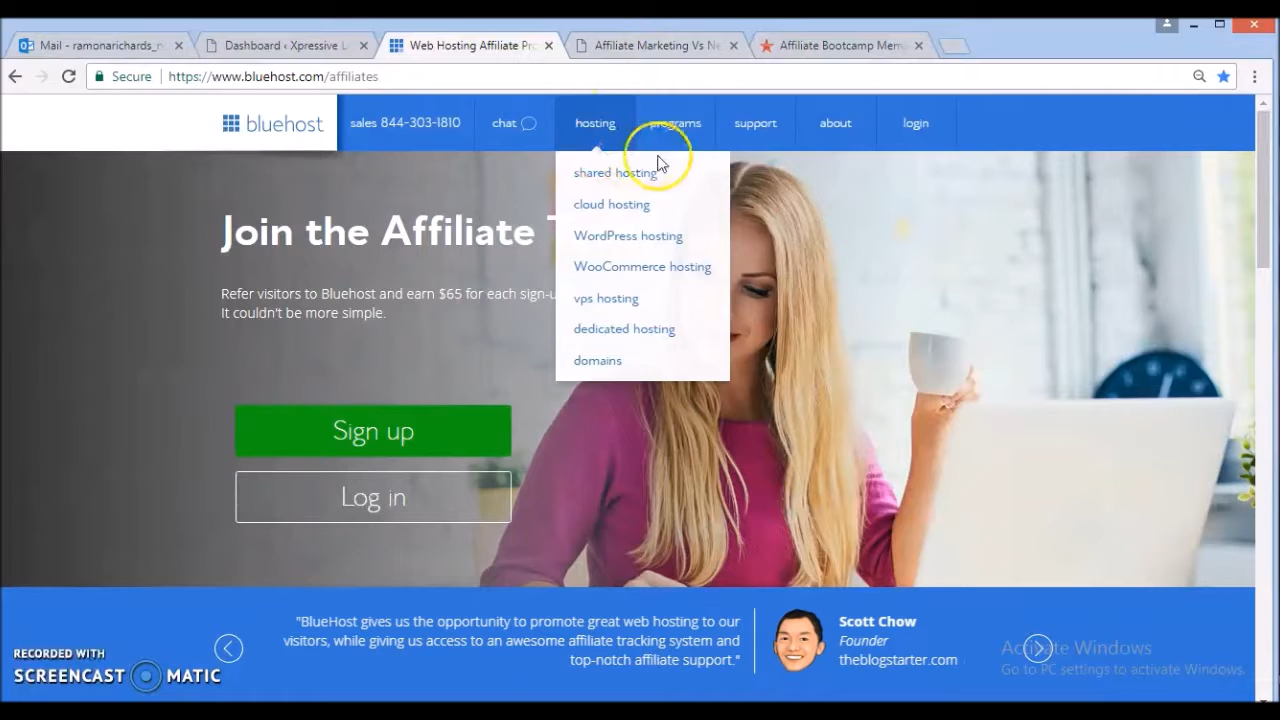 Mail - ramonarichards_n
Dashboard ‹ Xpressive L
Web Hosting Affiliate Pro
Affiliate Marketing Vs Ne
Affiliate Bootcamp Mem
Secure
https://www.bluehost.com/affiliates
bluehost
sales 844-303-1810
chat
hosting
programs
support
about
login
shared hosting
cloud hosting
WordPress hosting
WooCommerce hosting
vps hosting
dedicated hosting
domains
Join the Affiliate
Refer visitors to Bluehost and earn $65 for each sign-u
It couldn't be more simple.
Sign up
Log in
"BlueHost gives us the opportunity to promote great web hosting to our
visitors, while giving us access to an awesome affiliate tracking system and
top-notch affiliate support."
Scott Chow
Founder
theblogstarter.com
Activate Windows
Go to PC settings to activate Windows.
RECORDED WITH
SCREENCAST MATIC